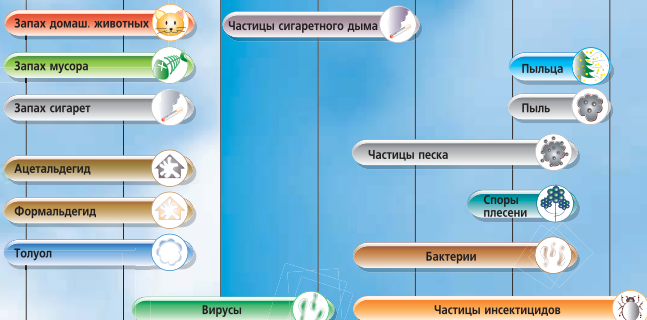 Запах домаш. животных
Частицы сигаретного дыма
Запах мусора
Пыльца
Запах сигарет
Пыль
Частицы песка
Ацетальдегид
Споры
плесени
Формальдегид
Толуол
Бактерии
Вирусы
Частицы инсектицидов